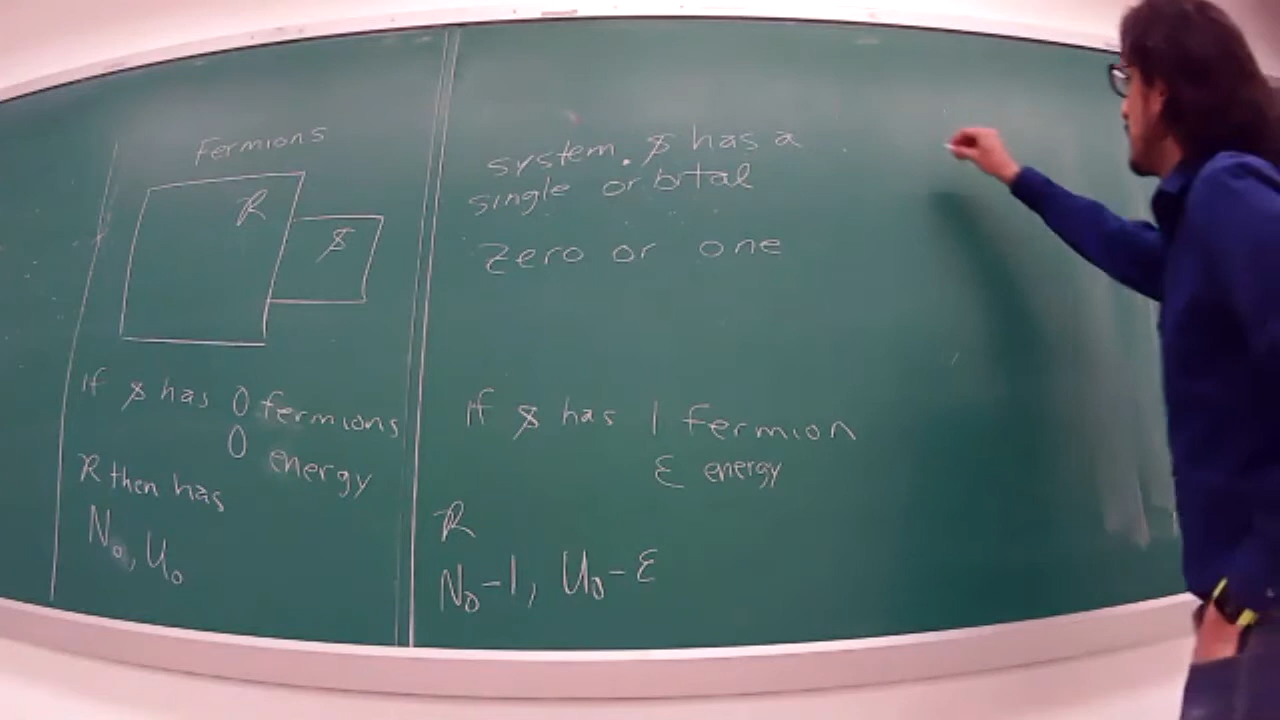 Fermions
R
$
If $ has 0 fermions
0 energy
R then has
N₀, U₀
system. $ has a
single orbital
Zero or one
If $ has 1 fermion
ε energy
R
N₀-1, U₀-ε